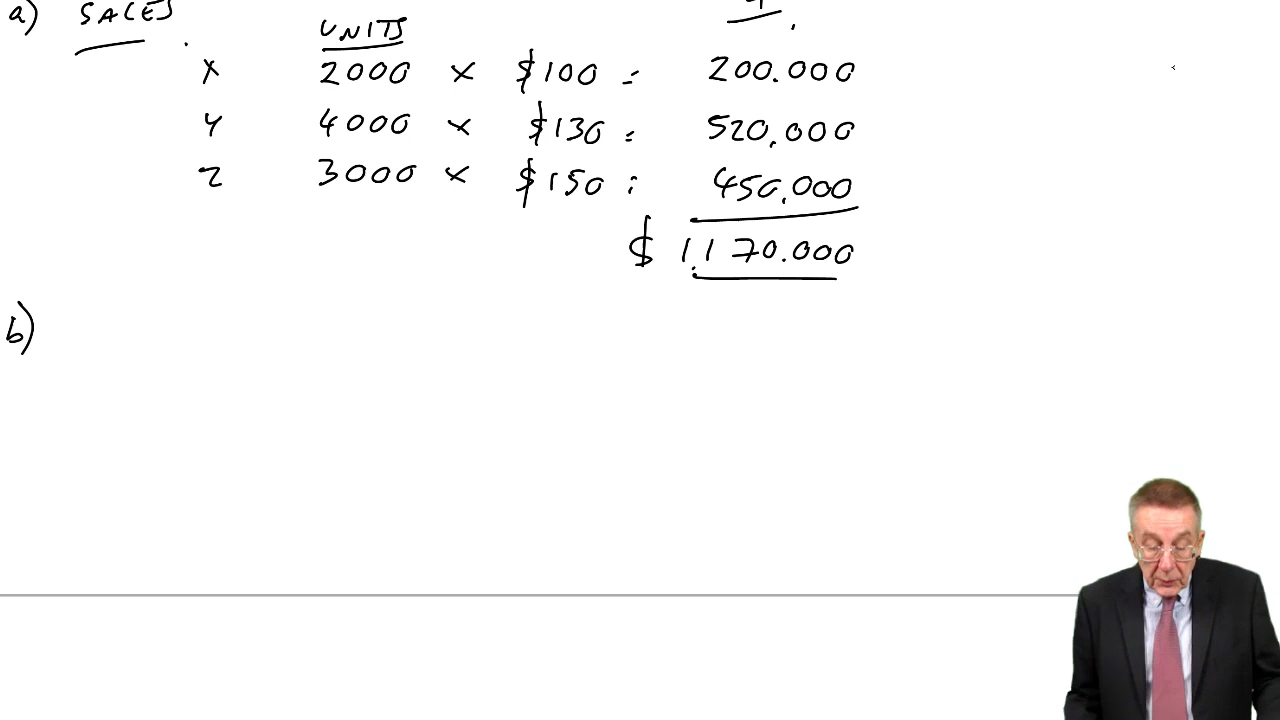 a) SALES
UNITS
X 2000 x $100 = 200.000
Y 4000 x $130 = 520,000
Z 3000 x $150 = 450,000
$ 1,170.000
b)